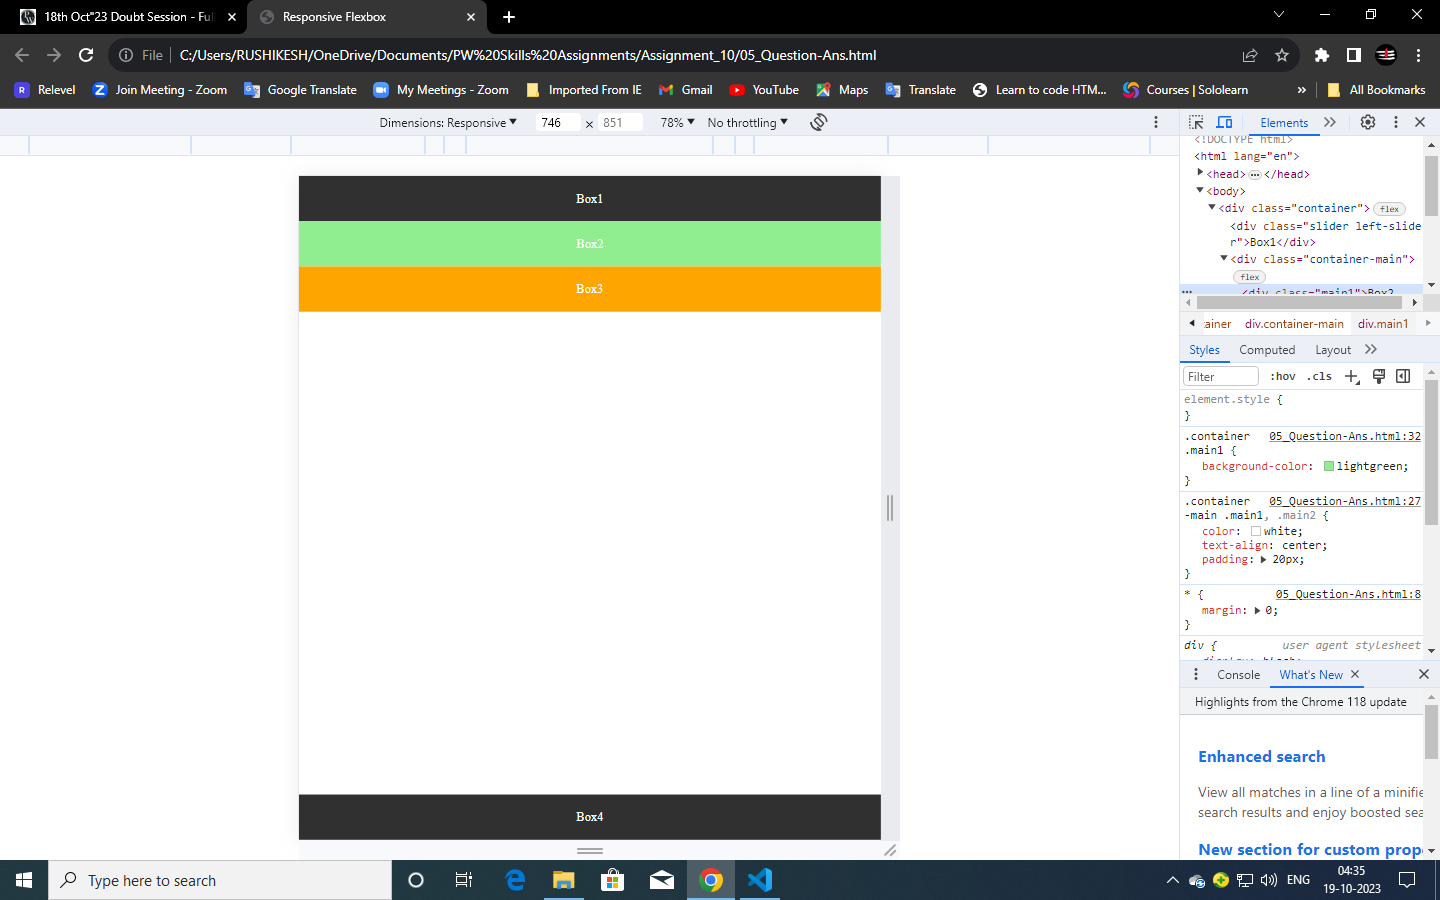 18th Oct"23 Doubt Session - Ful
Responsive Flexbox
File
C:/Users/RUSHIKESH/OneDrive/Documents/PW%20Skills%20Assignments/Assignment_10/05_Question-Ans.html
Relevel Join Meeting - Zoom Google Translate My Meetings - Zoom Imported From IE Gmail YouTube Maps Translate Learn to code HTM... Courses | Sololearn » All Bookmarks
Dimensions: Responsive 746 x 851 78% No throttling
Elements
<!DOCTYPE html>
<html lang="en">
<head> ••• </head>
<body>
<div class="container"> flex
<div class="slider left-slide
r">Box1</div>
<div class="container-main">
flex
<div class="main1">Box2
tainer div.container-main div.main1
Styles Computed Layout
Filter :hov .cls
element.style {
}
.container 05_Question-Ans.html:32
.main1 {
background-color: lightgreen;
}
.container 05_Question-Ans.html:27
-main .main1, .main2 {
color: white;
text-align: center;
padding: 20px;
}
* { 05_Question-Ans.html:8
margin: 0;
}
div { user agent stylesheet
display: block;
Console What's New
Highlights from the Chrome 118 update
Enhanced search
View all matches in a line of a minifie
search results and enjoy boosted sea
New section for custom prop
Box1
Box2
Box3
Box4
Type here to search
ENG
04:35
19-10-2023